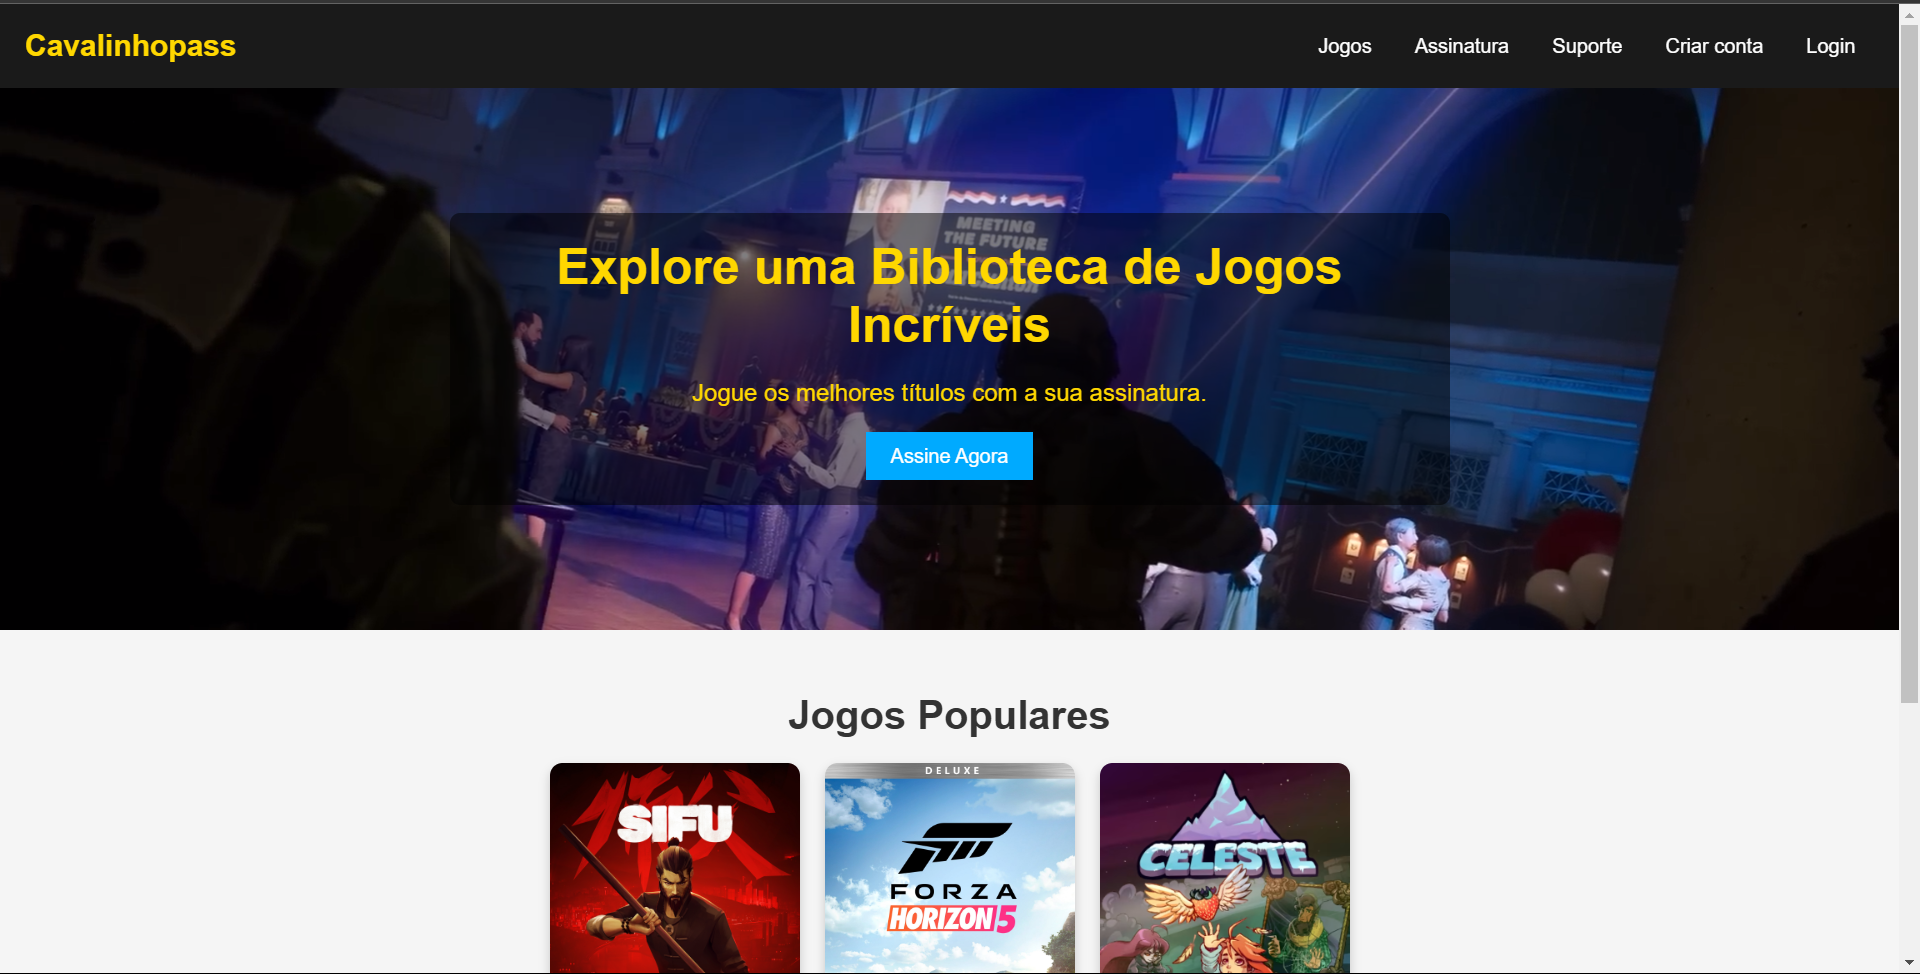 Cavalinhopass
Jogos Assinatura Suporte Criar conta Login
MEETING
THE FUTURE
Explore uma Biblioteca de Jogos
Incríveis
Jogue os melhores títulos com a sua assinatura.
Assine Agora
Jogos Populares
SIFU
DELUXE
FORZA
HORIZON 5
CELESTE